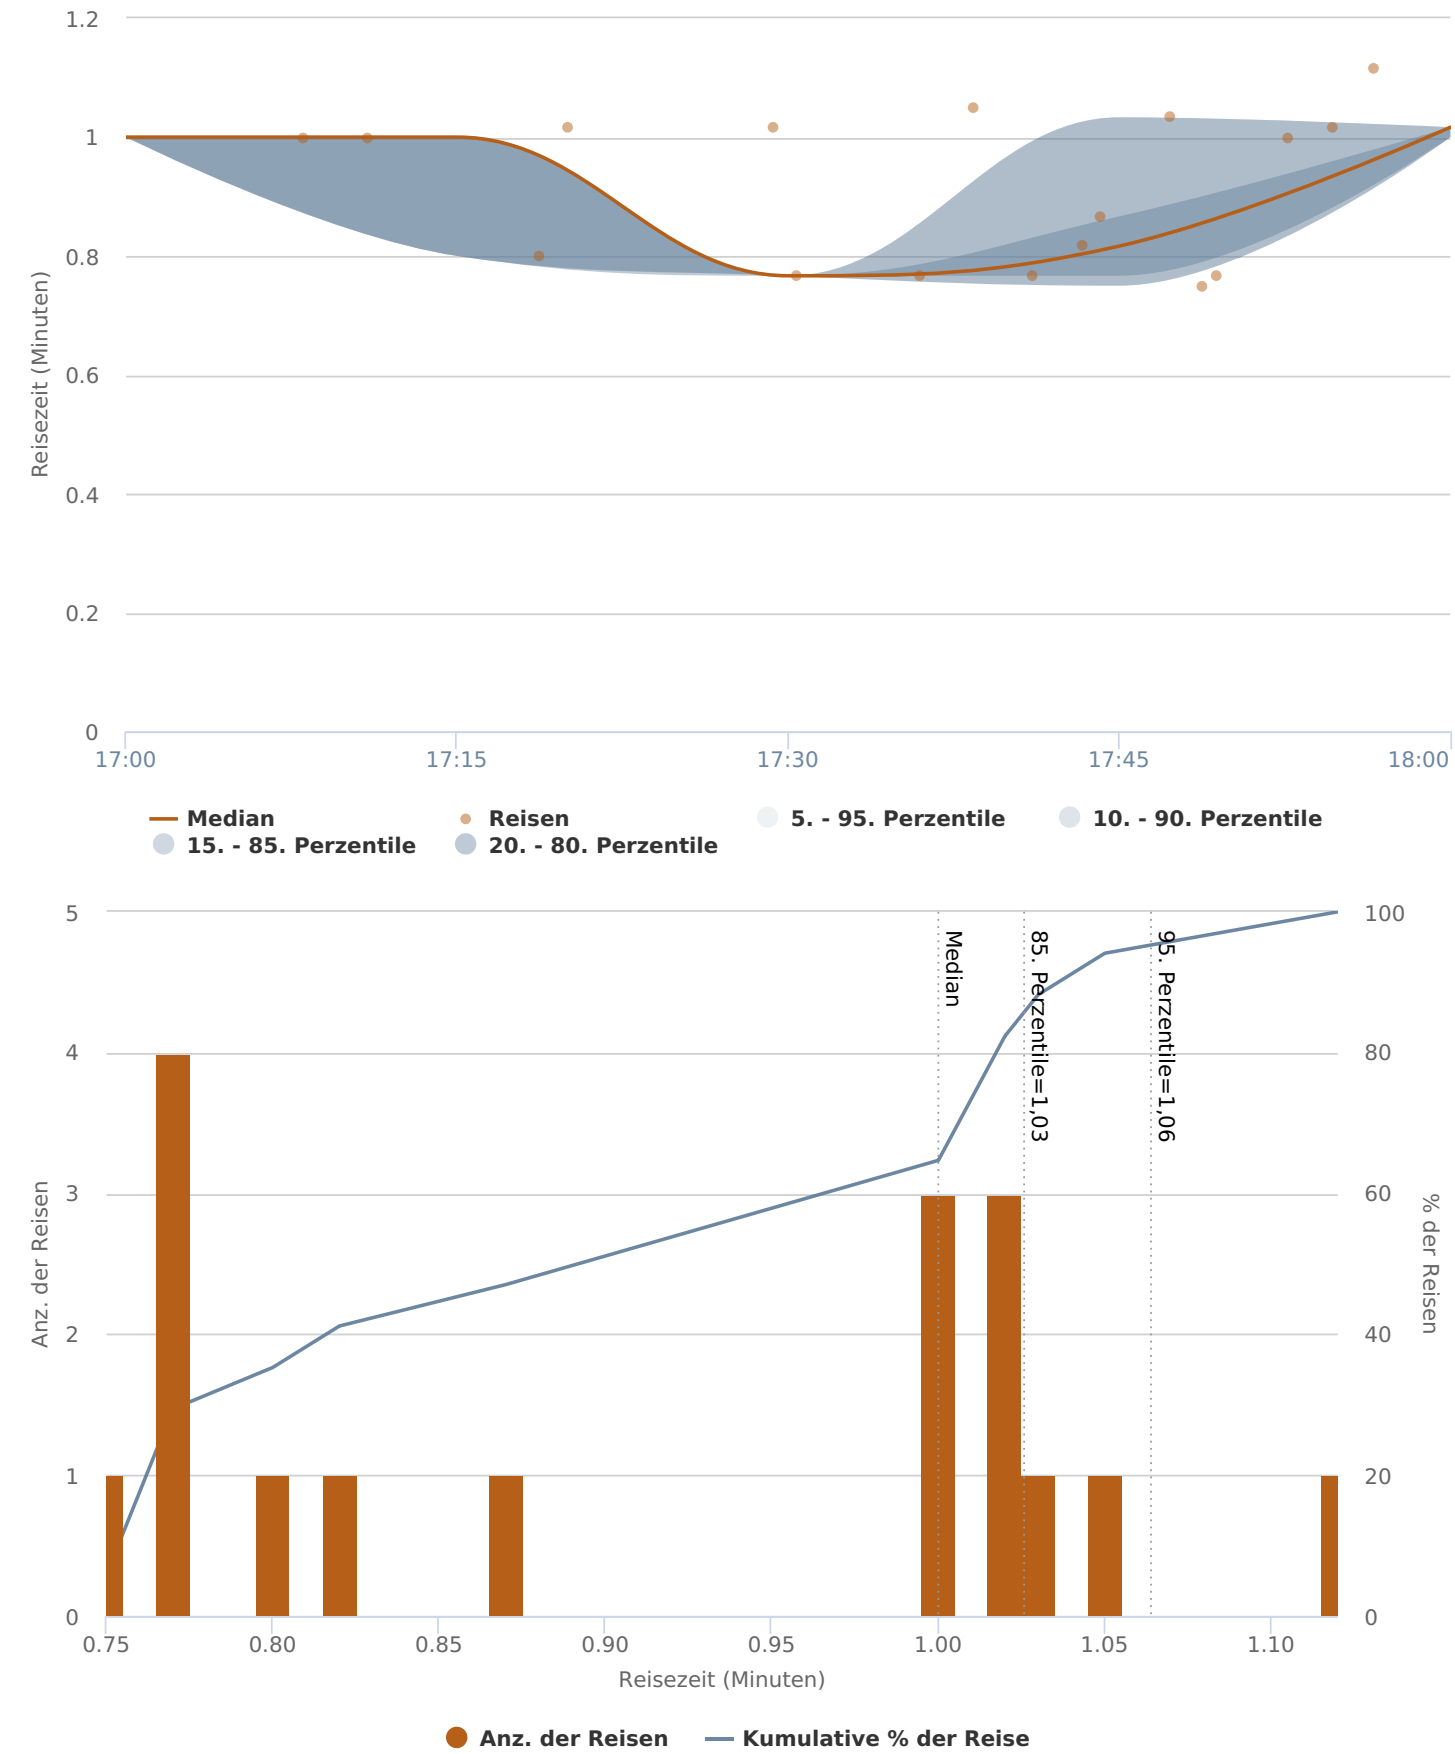 1.2
1
0.8
0.6
0.4
0.2
0
Reisezeit (Minuten)
17:00 17:15 17:30 17:45 18:00
Median Reisen 5. - 95. Perzentile 10. - 90. Perzentile
15. - 85. Perzentile 20. - 80. Perzentile
5 100
4 80
3 60
2 40
1 20
0 0
Anz. der Reisen
% der Reisen
Median
85. Perzentile=1,03
95. Perzentile=1,06
0.75 0.80 0.85 0.90 0.95 1.00 1.05 1.10
Reisezeit (Minuten)
Anz. der Reisen Kumulative % der Reise